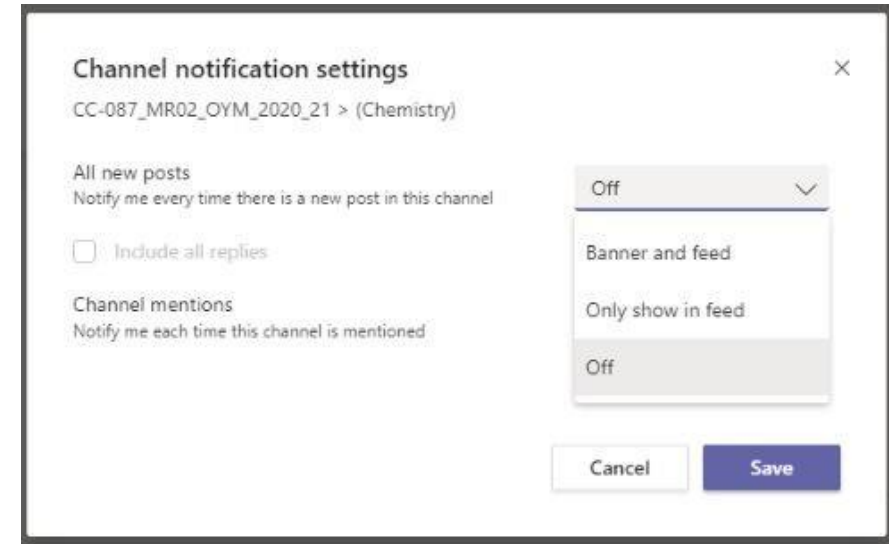 Channel notification settings
CC-087_MR02_OYM_2020_21 > (Chemistry)
All new posts
Notify me every time there is a new post in this channel
Off
Include all replies
Banner and feed
Channel mentions
Notify me each time this channel is mentioned
Only show in feed
Off
Cancel
Save